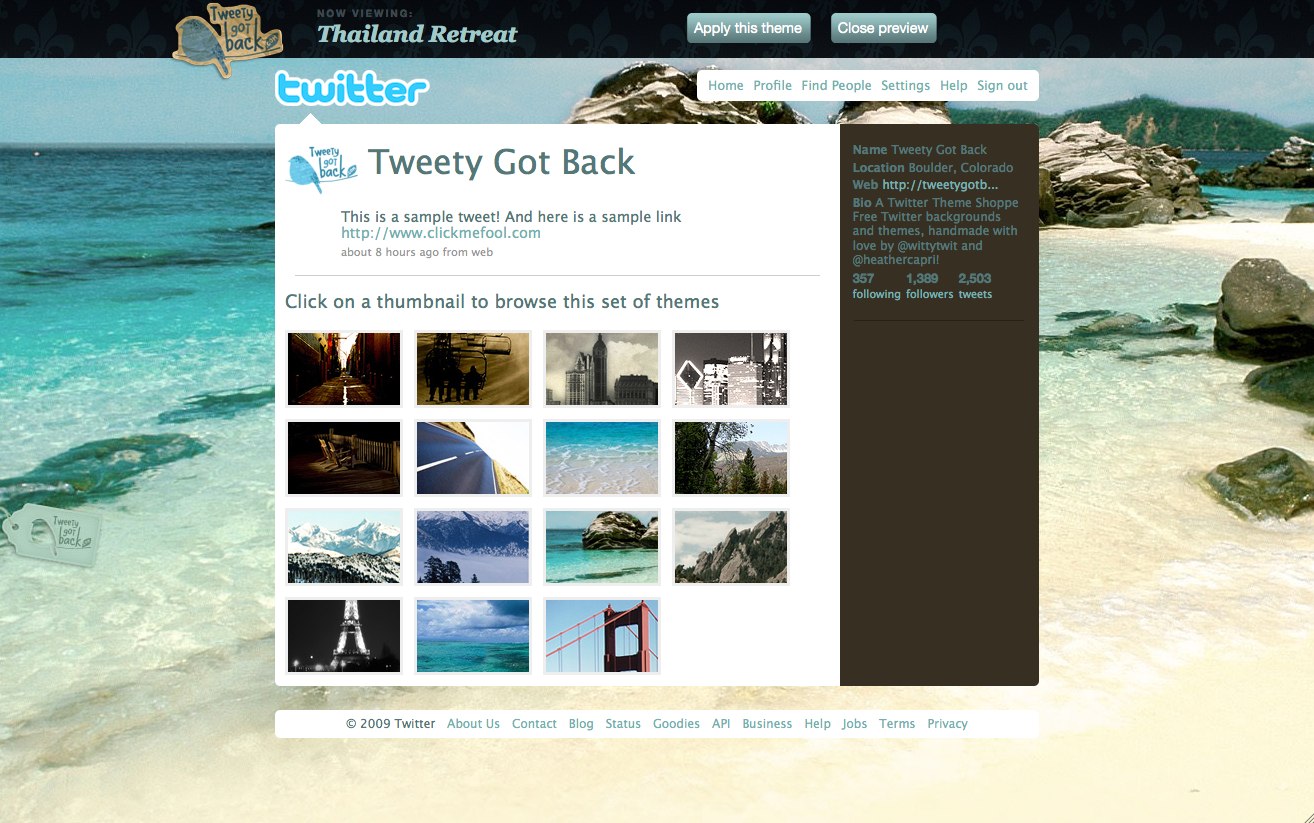 Tweety
got
back
NOW VIEWING:
Thailand Retreat
Apply this theme
Close preview
twitter
Home Profile Find People Settings Help Sign out
Tweety
got
back
Tweety Got Back
This is a sample tweet! And here is a sample link
http://www.clickmefool.com
about 8 hours ago from web
Click on a thumbnail to browse this set of themes
Name Tweety Got Back
Location Boulder, Colorado
Web http://tweetygotb...
Bio A Twitter Theme Shoppe
Free Twitter backgrounds
and themes, handmade with
love by @wittytwit and
@heathercapri!
357 1,389 2,503
following followers tweets
Tweety
got
back
© 2009 Twitter About Us Contact Blog Status Goodies API Business Help Jobs Terms Privacy